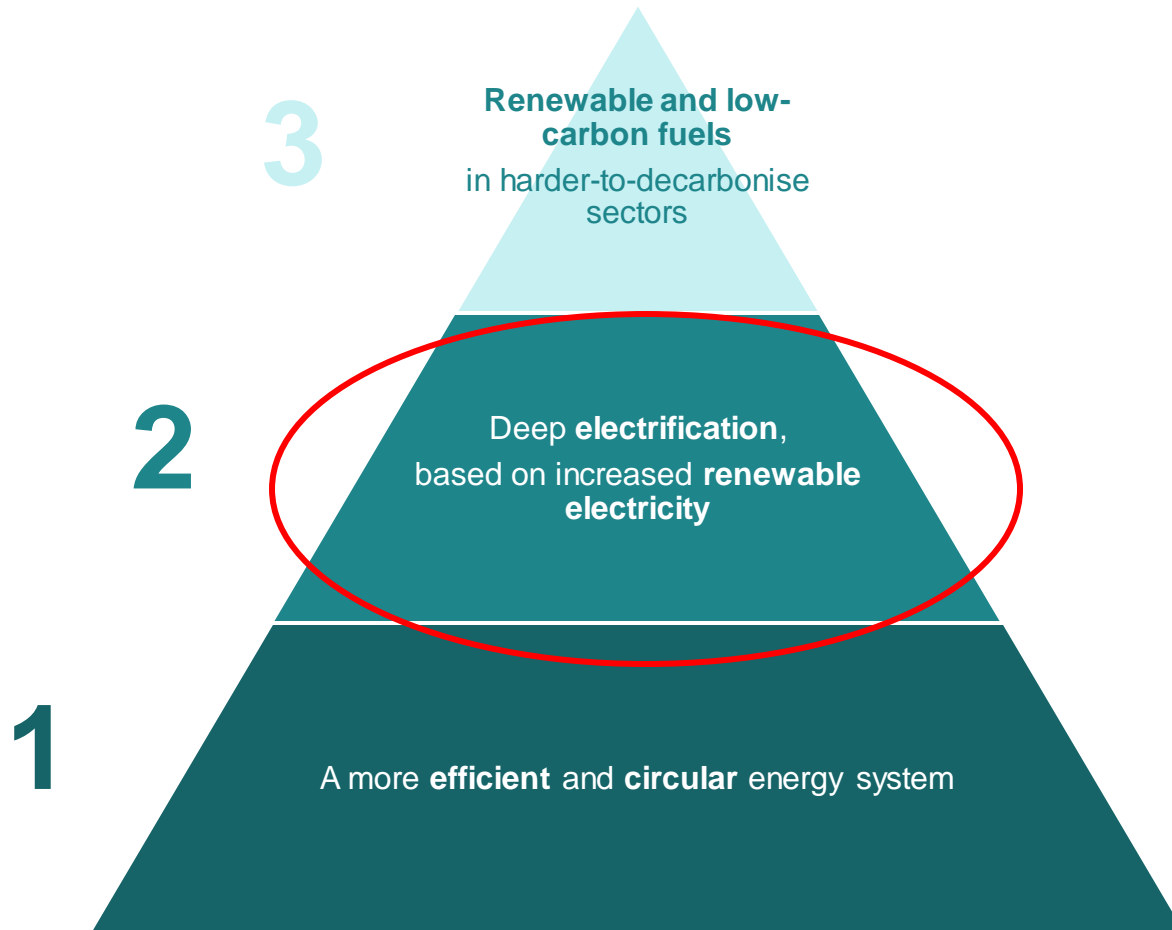 3
Renewable and low-
carbon fuels
in harder-to-decarbonise
sectors
2
Deep electrification,
based on increased renewable
electricity
1
A more efficient and circular energy system